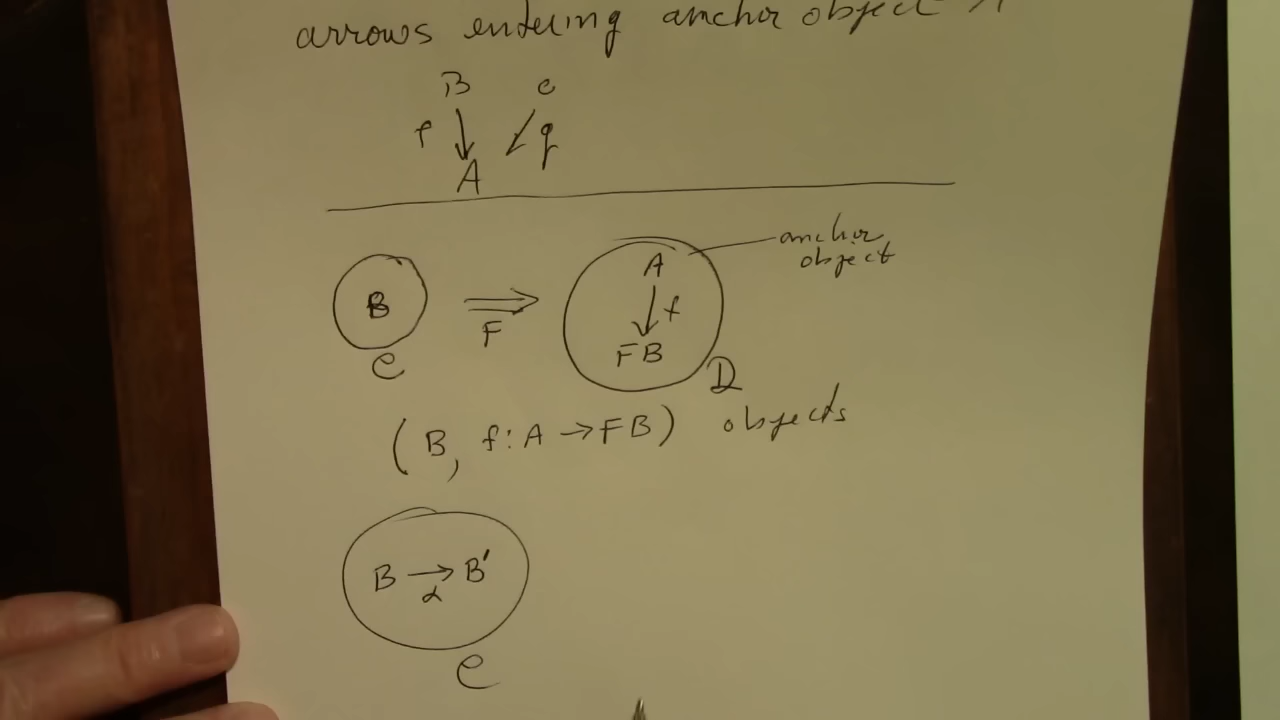 arrows entering anchor object A
B C
f g
A
anchor
object
A
f
B F FB
C D
(B, f: A → FB) objects
B → B'
α
C